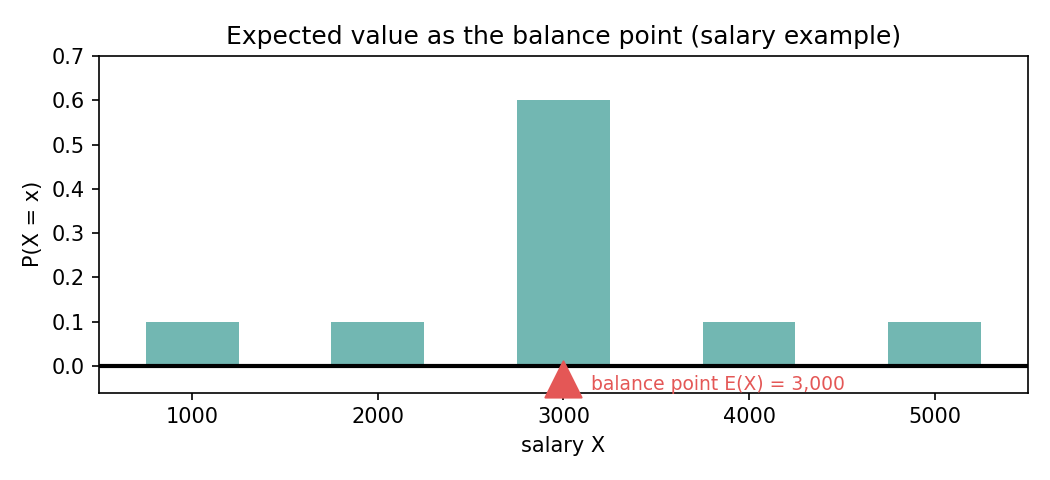 Expected value as the balance point (salary example)
P(X = x)
0.7
0.6
0.5
0.4
0.3
0.2
0.1
0.0
balance point E(X) = 3,000
1000 2000 3000 4000 5000
salary X